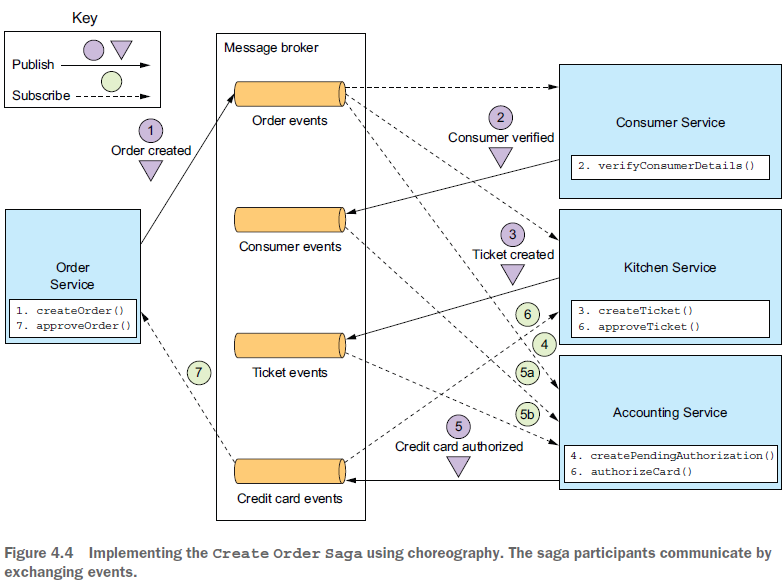 Key
Publish
Subscribe
Message broker
Order events
Consumer events
Ticket events
Credit card events
1
Order created
2
Consumer verified
3
Ticket created
6
4
5a
5b
5
Credit card authorized
7
Order
Service
1. createOrder()
7. approveOrder()
Consumer Service
2. verifyConsumerDetails()
Kitchen Service
3. createTicket()
6. approveTicket()
Accounting Service
4. createPendingAuthorization()
6. authorizeCard()
Figure 4.4 Implementing the Create Order Saga using choreography. The saga participants communicate by
exchanging events.